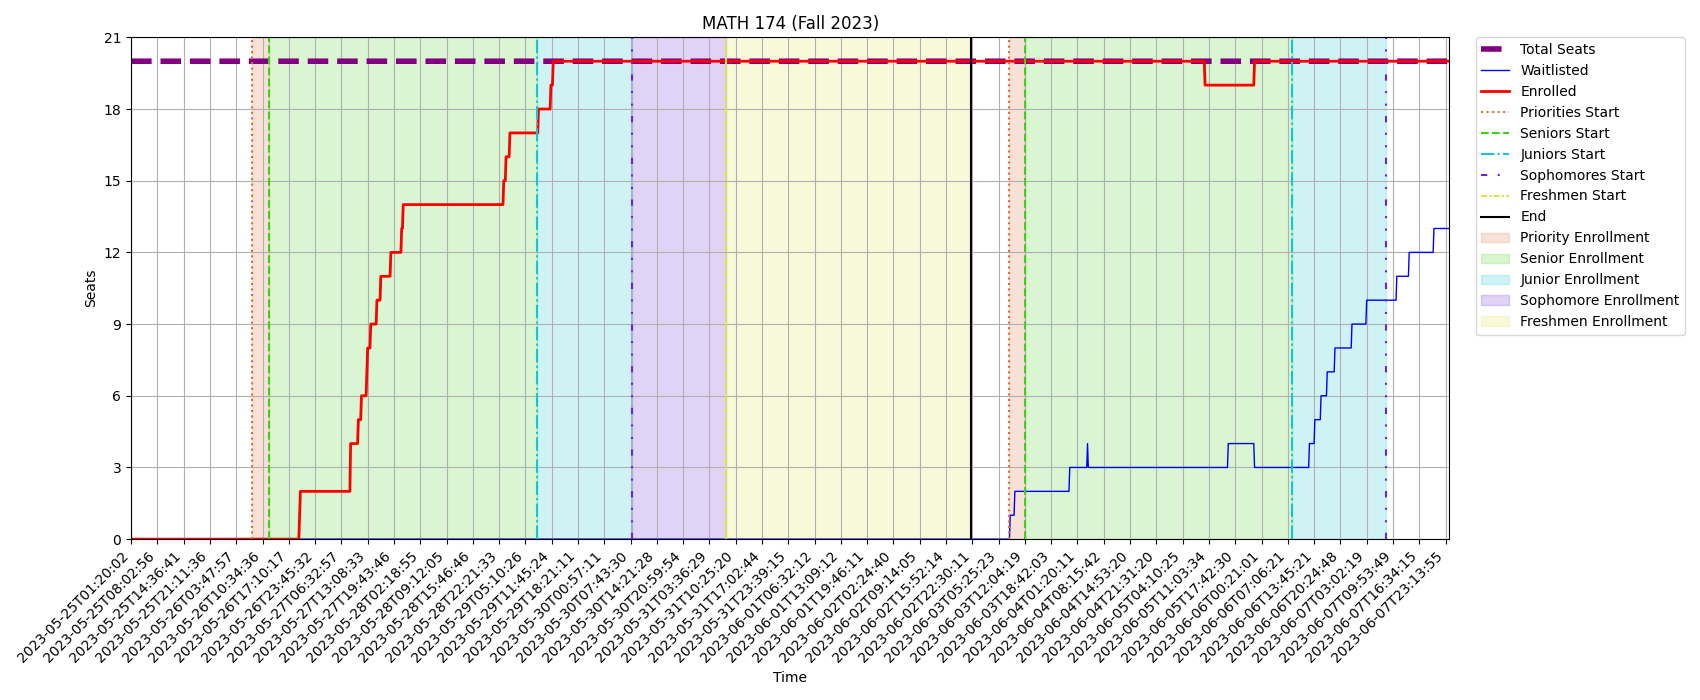 MATH 174 (Fall 2023)
21
18
15
12
9
6
3
0
Seats
2023-05-25T01:20:02
2023-05-25T08:02:56
2023-05-25T14:36:41
2023-05-25T21:11:36
2023-05-26T03:47:57
2023-05-26T10:34:36
2023-05-26T17:10:17
2023-05-26T23:45:32
2023-05-27T06:32:57
2023-05-27T13:08:33
2023-05-27T19:43:46
2023-05-28T02:18:55
2023-05-28T09:12:05
2023-05-28T15:46:46
2023-05-28T22:21:33
2023-05-29T05:10:26
2023-05-29T11:45:24
2023-05-29T18:21:11
2023-05-30T00:57:11
2023-05-30T07:43:30
2023-05-30T14:21:28
2023-05-30T20:59:54
2023-05-31T03:36:29
2023-05-31T10:25:20
2023-05-31T17:02:44
2023-05-31T23:39:15
2023-06-01T06:32:12
2023-06-01T13:09:12
2023-06-01T19:46:11
2023-06-02T02:24:40
2023-06-02T09:14:05
2023-06-02T15:52:14
2023-06-02T22:30:11
2023-06-03T05:25:23
2023-06-03T12:04:19
2023-06-03T18:42:03
2023-06-04T01:20:11
2023-06-04T08:15:42
2023-06-04T14:53:20
2023-06-04T21:31:20
2023-06-05T04:10:25
2023-06-05T11:03:34
2023-06-05T17:42:30
2023-06-06T00:21:01
2023-06-06T07:06:21
2023-06-06T13:45:21
2023-06-06T20:24:48
2023-06-07T03:02:19
2023-06-07T09:53:49
2023-06-07T16:34:15
2023-06-07T23:13:55
Time
Total Seats
Waitlisted
Enrolled
Priorities Start
Seniors Start
Juniors Start
Sophomores Start
Freshmen Start
End
Priority Enrollment
Senior Enrollment
Junior Enrollment
Sophomore Enrollment
Freshmen Enrollment